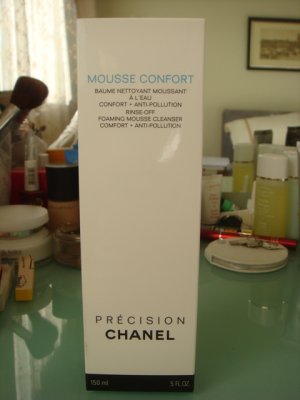 MOUSSE CONFORT
BAUME NETTOYANT MOUSSANT
À L'EAU
CONFORT + ANTI-POLLUTION
RINSE-OFF
FOAMING MOUSSE CLEANSER
COMFORT + ANTI-POLLUTION
PRÉCISION
CHANEL
150 ml 5 FL.OZ